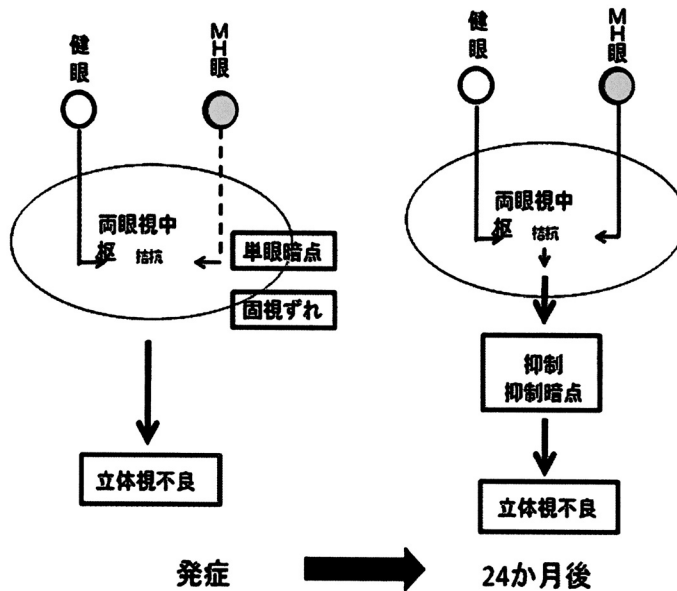 健眼
MH眼
両眼視中
枢 拮抗
単眼暗点
固視ずれ
立体視不良
発症
健眼
MH眼
両眼視中
枢 拮抗
抑制
抑制暗点
立体視不良
24か月後